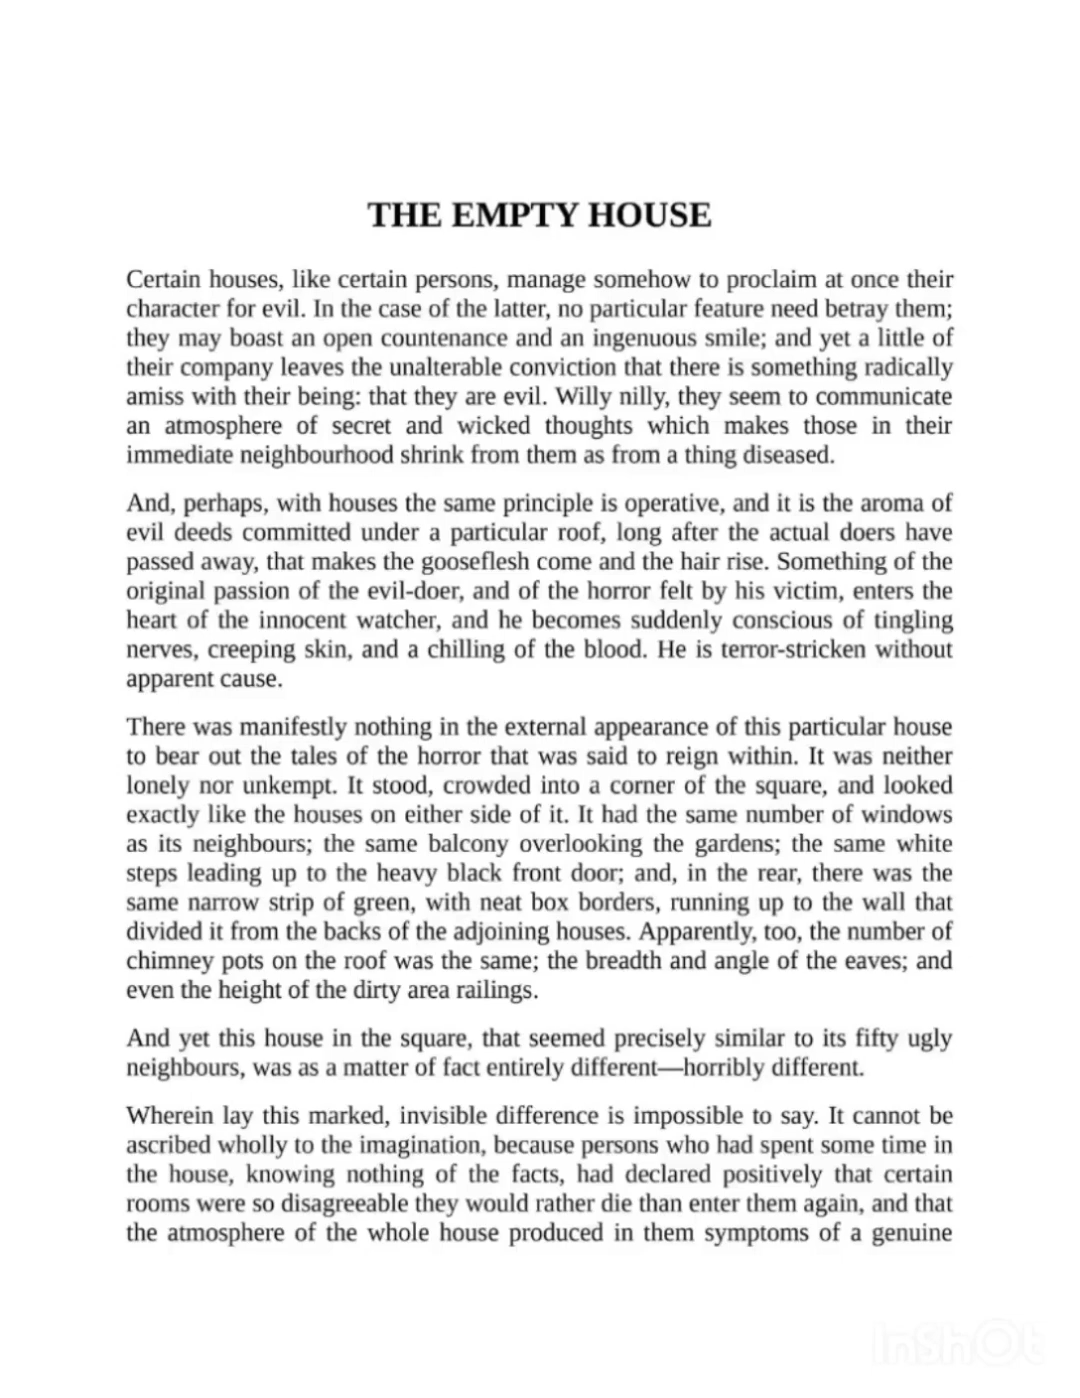 THE EMPTY HOUSE
Certain houses, like certain persons, manage somehow to proclaim at once their
character for evil. In the case of the latter, no particular feature need betray them;
they may boast an open countenance and an ingenuous smile; and yet a little of
their company leaves the unalterable conviction that there is something radically
amiss with their being: that they are evil. Willy nilly, they seem to communicate
an atmosphere of secret and wicked thoughts which makes those in their
immediate neighbourhood shrink from them as from a thing diseased.
And, perhaps, with houses the same principle is operative, and it is the aroma of
evil deeds committed under a particular roof, long after the actual doers have
passed away, that makes the gooseflesh come and the hair rise. Something of the
original passion of the evil-doer, and of the horror felt by his victim, enters the
heart of the innocent watcher, and he becomes suddenly conscious of tingling
nerves, creeping skin, and a chilling of the blood. He is terror-stricken without
apparent cause.
There was manifestly nothing in the external appearance of this particular house
to bear out the tales of the horror that was said to reign within. It was neither
lonely nor unkempt. It stood, crowded into a corner of the square, and looked
exactly like the houses on either side of it. It had the same number of windows
as its neighbours; the same balcony overlooking the gardens; the same white
steps leading up to the heavy black front door; and, in the rear, there was the
same narrow strip of green, with neat box borders, running up to the wall that
divided it from the backs of the adjoining houses. Apparently, too, the number of
chimney pots on the roof was the same; the breadth and angle of the eaves; and
even the height of the dirty area railings.
And yet this house in the square, that seemed precisely similar to its fifty ugly
neighbours, was as a matter of fact entirely different—horribly different.
Wherein lay this marked, invisible difference is impossible to say. It cannot be
ascribed wholly to the imagination, because persons who had spent some time in
the house, knowing nothing of the facts, had declared positively that certain
rooms were so disagreeable they would rather die than enter them again, and that
the atmosphere of the whole house produced in them symptoms of a genuine
InShOt